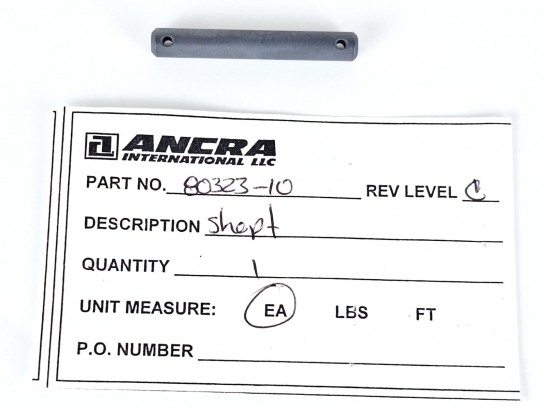 ANCRA
INTERNATIONAL LLC
PART NO. 80323-10 REV LEVEL C
DESCRIPTION Shaft
QUANTITY 1
UNIT MEASURE: EA LBS FT
P.O. NUMBER